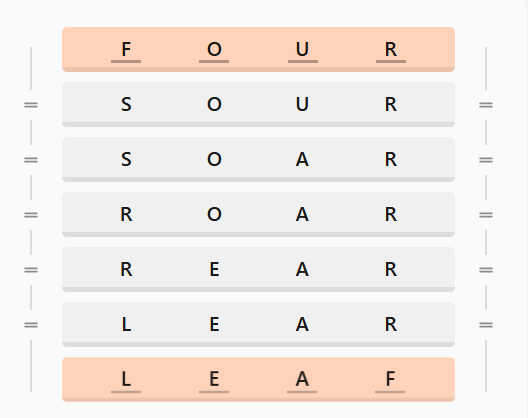 F O U R
S O U R
S O A R
R O A R
R E A R
L E A R
L E A F